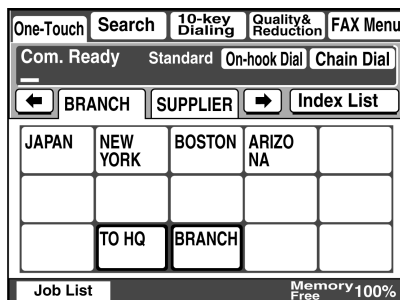 One-Touch Search 10-key Dialing Quality& Reduction FAX Menu
Com. Ready Standard On-hook Dial Chain Dial
BRANCH SUPPLIER Index List
JAPAN NEW YORK BOSTON ARIZO NA
TO HQ BRANCH
Job List Memory Free 100%